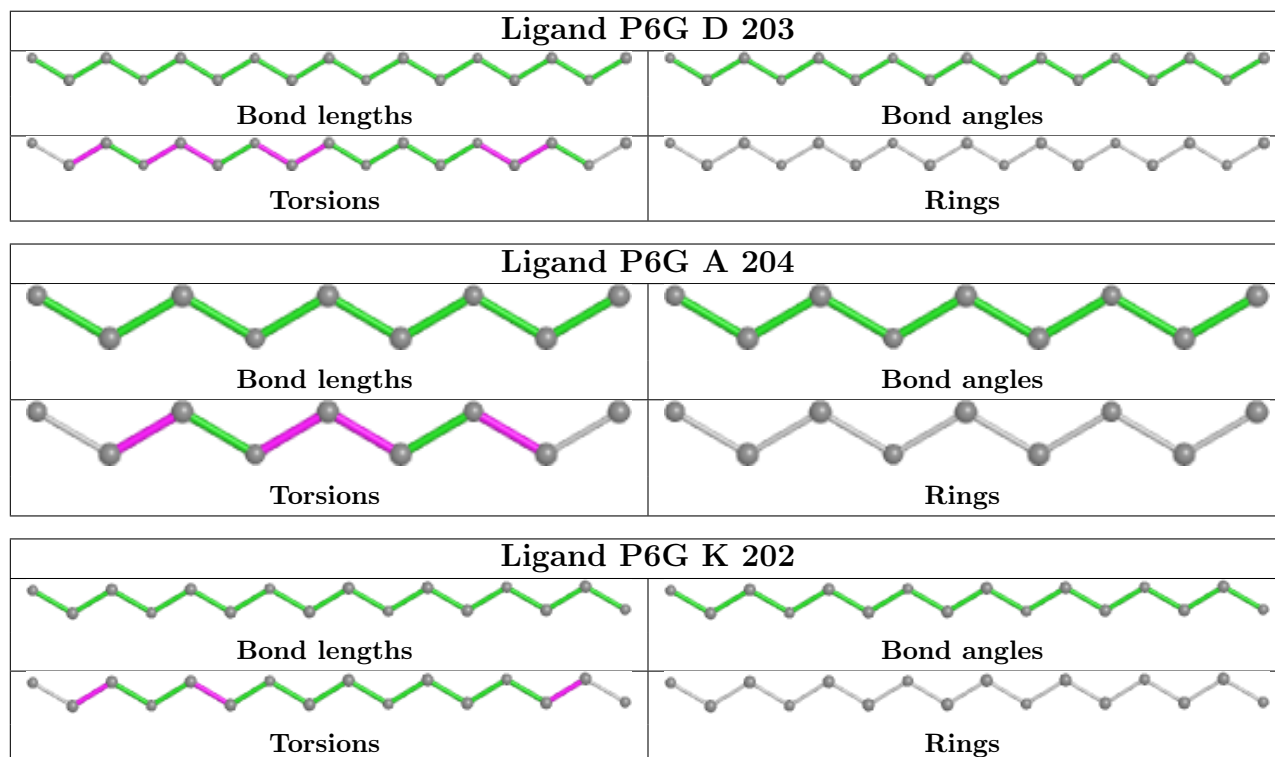 Ligand P6G D 203
Bond lengths
Bond angles
Torsions
Rings
Ligand P6G A 204
Bond lengths
Bond angles
Torsions
Rings
Ligand P6G K 202
Bond lengths
Bond angles
Torsions
Rings